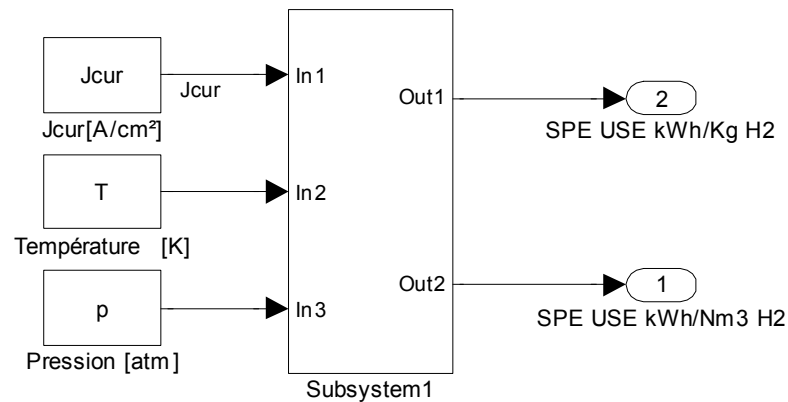 Jcur
Jcur
In1
Jcur[A/cm²]
Out1
2
SPE USE kWh/Kg H2
T
In2
Température [K]
p
In3
Pression [atm]
Out2
1
SPE USE kWh/Nm3 H2
Subsystem1